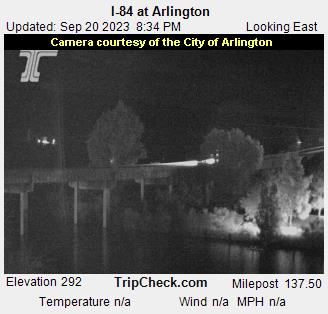 I-84 at Arlington
Updated: Sep 20 2023 8:34 PM Looking East
Camera courtesy of the City of Arlington
Elevation 292 TripCheck.com Milepost 137.50
Temperature n/a Wind n/a MPH n/a